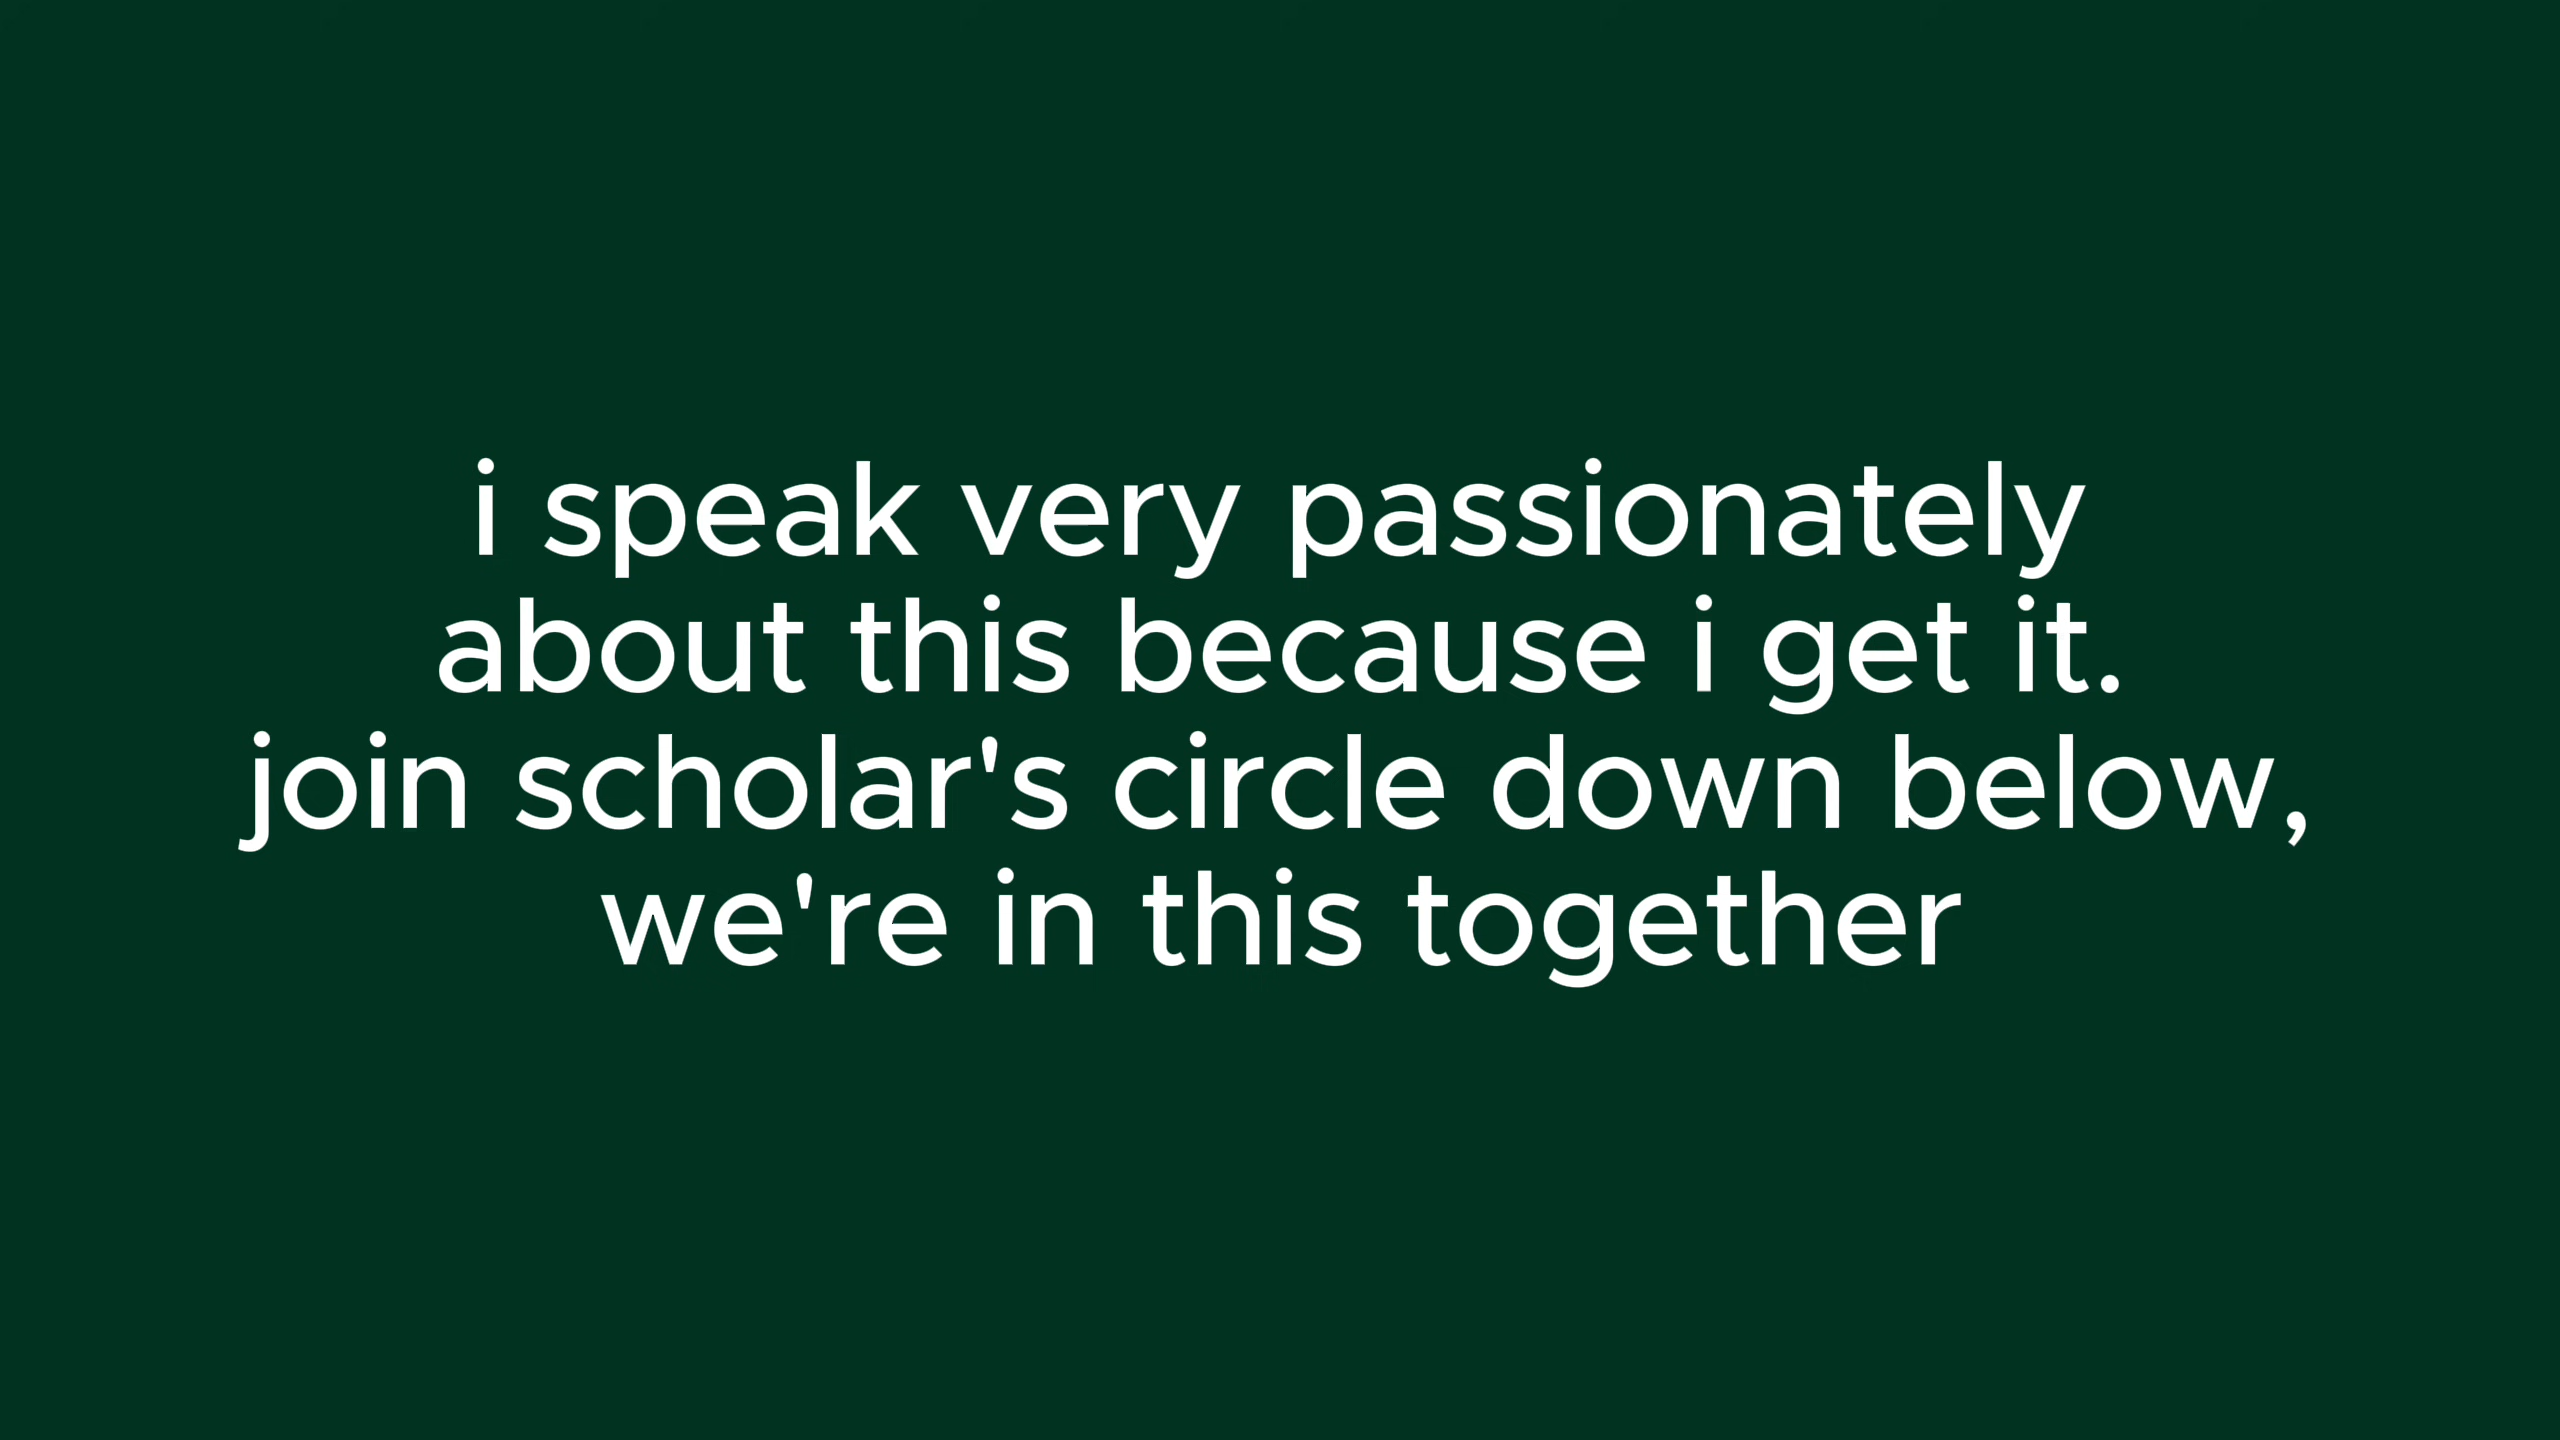 i speak very passionately
about this because i get it.
join scholar's circle down below,
we're in this together